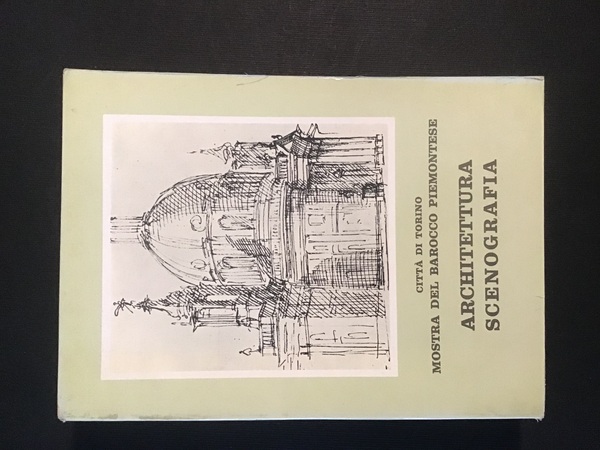 CITTÀ DI TORINO
MOSTRA DEL BAROCCO PIEMONTESE
ARCHITETTURA
SCENOGRAFIA